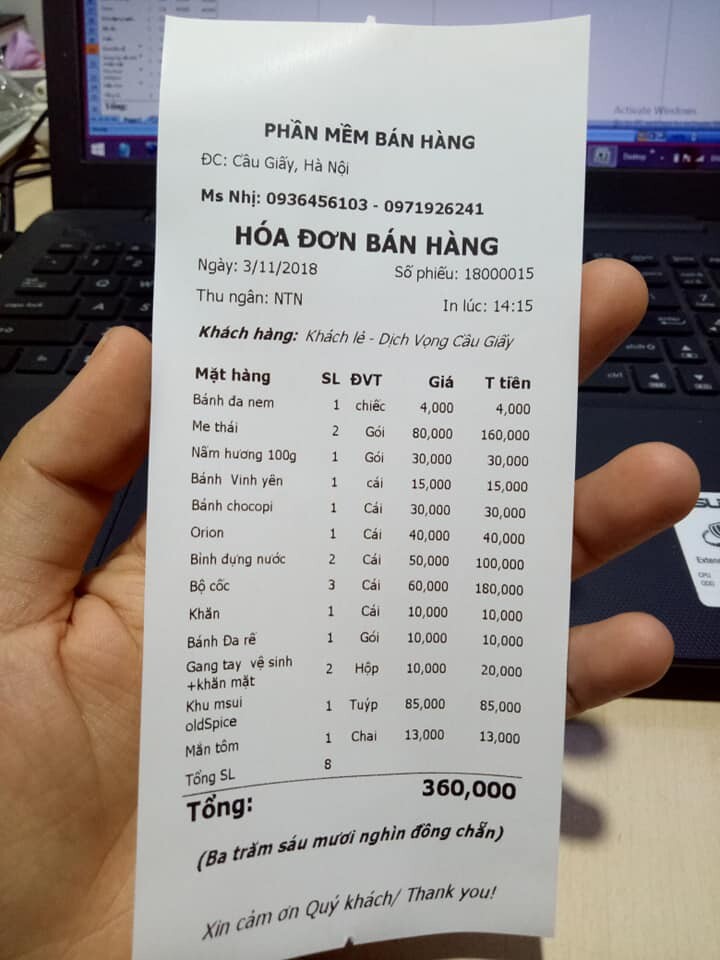 Activate Windows
PHẦN MỀM BÁN HÀNG
ĐC: Cầu Giấy, Hà Nội
Ms Nhị: 0936456103 - 0971926241
HÓA ĐƠN BÁN HÀNG
Ngày: 3/11/2018 Số phiếu: 18000015
Thu ngân: NTN In lúc: 14:15
Khách hàng: Khách lẻ - Dịch Vọng Cầu Giấy
Mặt hàng SL ĐVT Giá T tiền
Bánh đa nem 1 chiếc 4,000 4,000
Me thái 2 Gói 80,000 160,000
Nấm hương 100g 1 Gói 30,000 30,000
Bánh Vinh yên 1 cái 15,000 15,000
Bánh chocopi 1 Cái 30,000 30,000
Orion 1 Cái 40,000 40,000
Bình đựng nước 2 Cái 50,000 100,000
Bộ cốc 3 Cái 60,000 180,000
Khăn 1 Cái 10,000 10,000
Bánh Đa rế 1 Gói 10,000 10,000
Gang tay vệ sinh
+khăn mặt 2 Hộp 10,000 20,000
Khu msui
oldSpice 1 Tuýp 85,000 85,000
Mắn tôm 1 Chai 13,000 13,000
Tổng SL 8
Tổng: 360,000
(Ba trăm sáu mươi nghìn đồng chẵn)
Xin cảm ơn Quý khách/ Thank you!